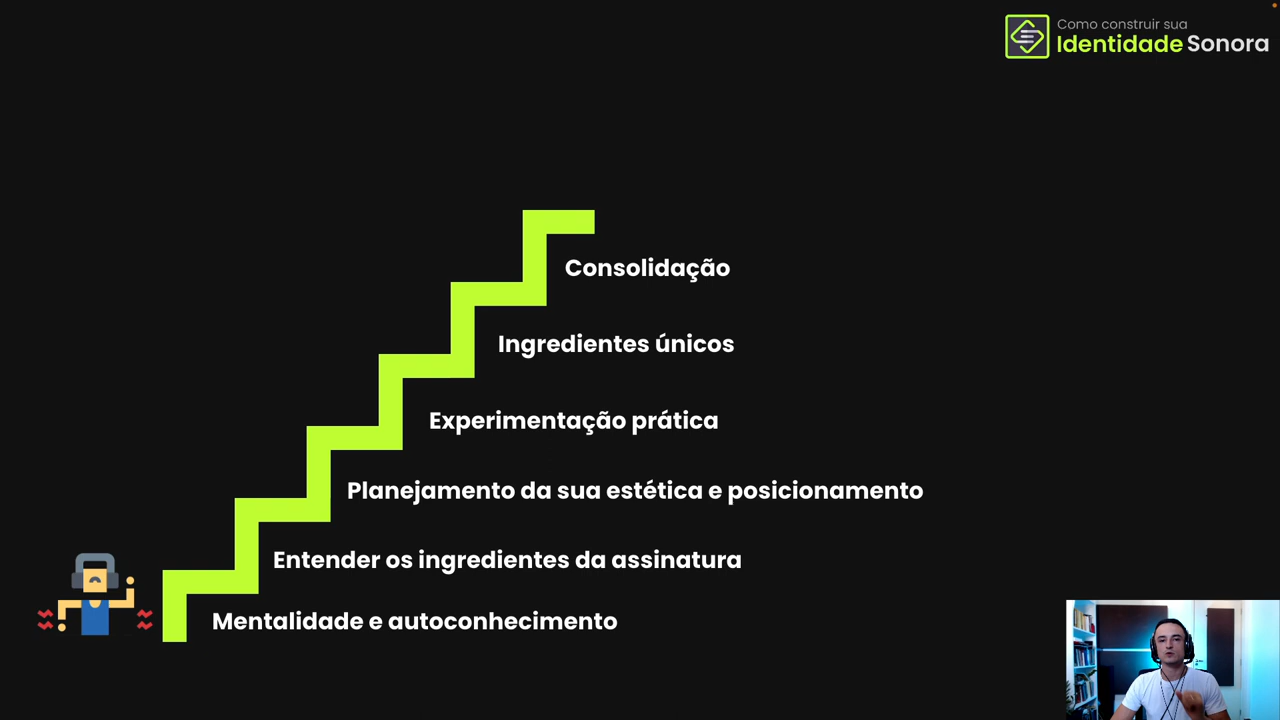 Como construir sua
Identidade Sonora
Consolidação
Ingredientes únicos
Experimentação prática
Planejamento da sua estética e posicionamento
Entender os ingredientes da assinatura
Mentalidade e autoconhecimento